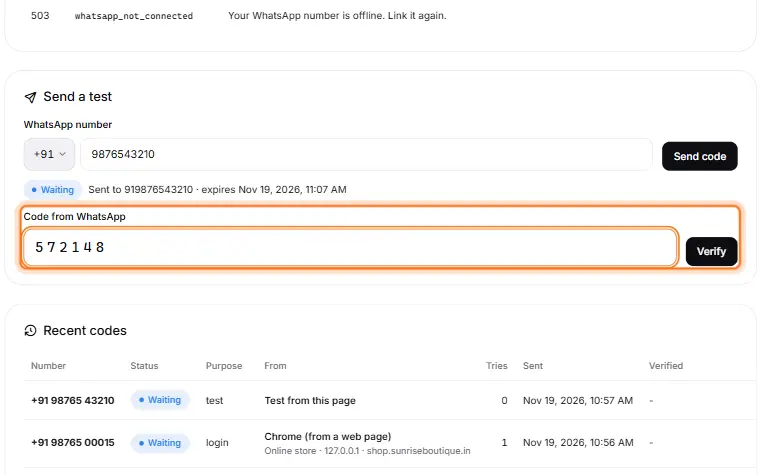 503 whatsapp_not_connected Your WhatsApp number is offline. Link it again.
Send a test
WhatsApp number
+91 9876543210 Send code
Waiting Sent to 919876543210 · expires Nov 19, 2026, 11:07 AM
Code from WhatsApp
572148 Verify
Recent codes
Number Status Purpose From Tries Sent Verified
+91 98765 43210 Waiting test Test from this page 0 Nov 19, 2026, 10:57 AM -
+91 98765 00015 Waiting login Chrome (from a web page) 1 Nov 19, 2026, 10:56 AM -
Online store · 127.0.0.1 · shop.sunriseboutique.in